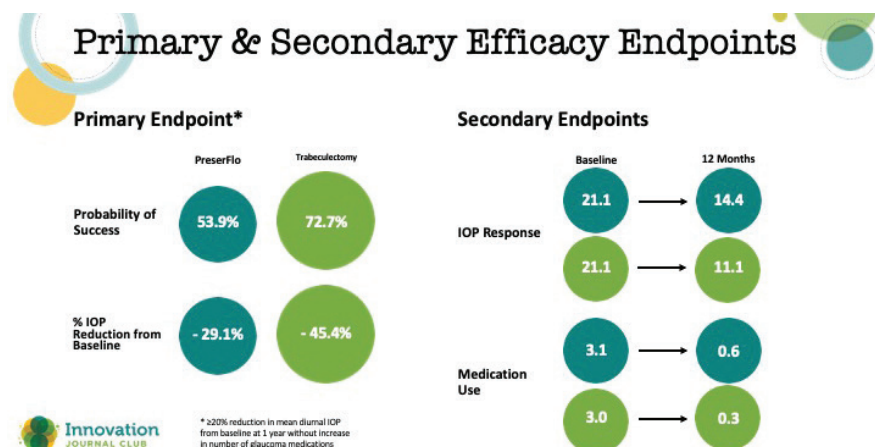 Primary & Secondary Efficacy Endpoints
Primary Endpoint*
PreserFlo
Trabeculectomy
Probability of
Success
53.9%
72.7%
% IOP
Reduction from
Baseline
- 29.1%
- 45.4%
* ≥20% reduction in mean diurnal IOP
from baseline at 1 year without increase
in number of glaucoma medications
Secondary Endpoints
Baseline
12 Months
IOP Response
21.1
14.4
21.1
11.1
Medication
Use
3.1
0.6
3.0
0.3
Innovation
JOURNAL CLUB